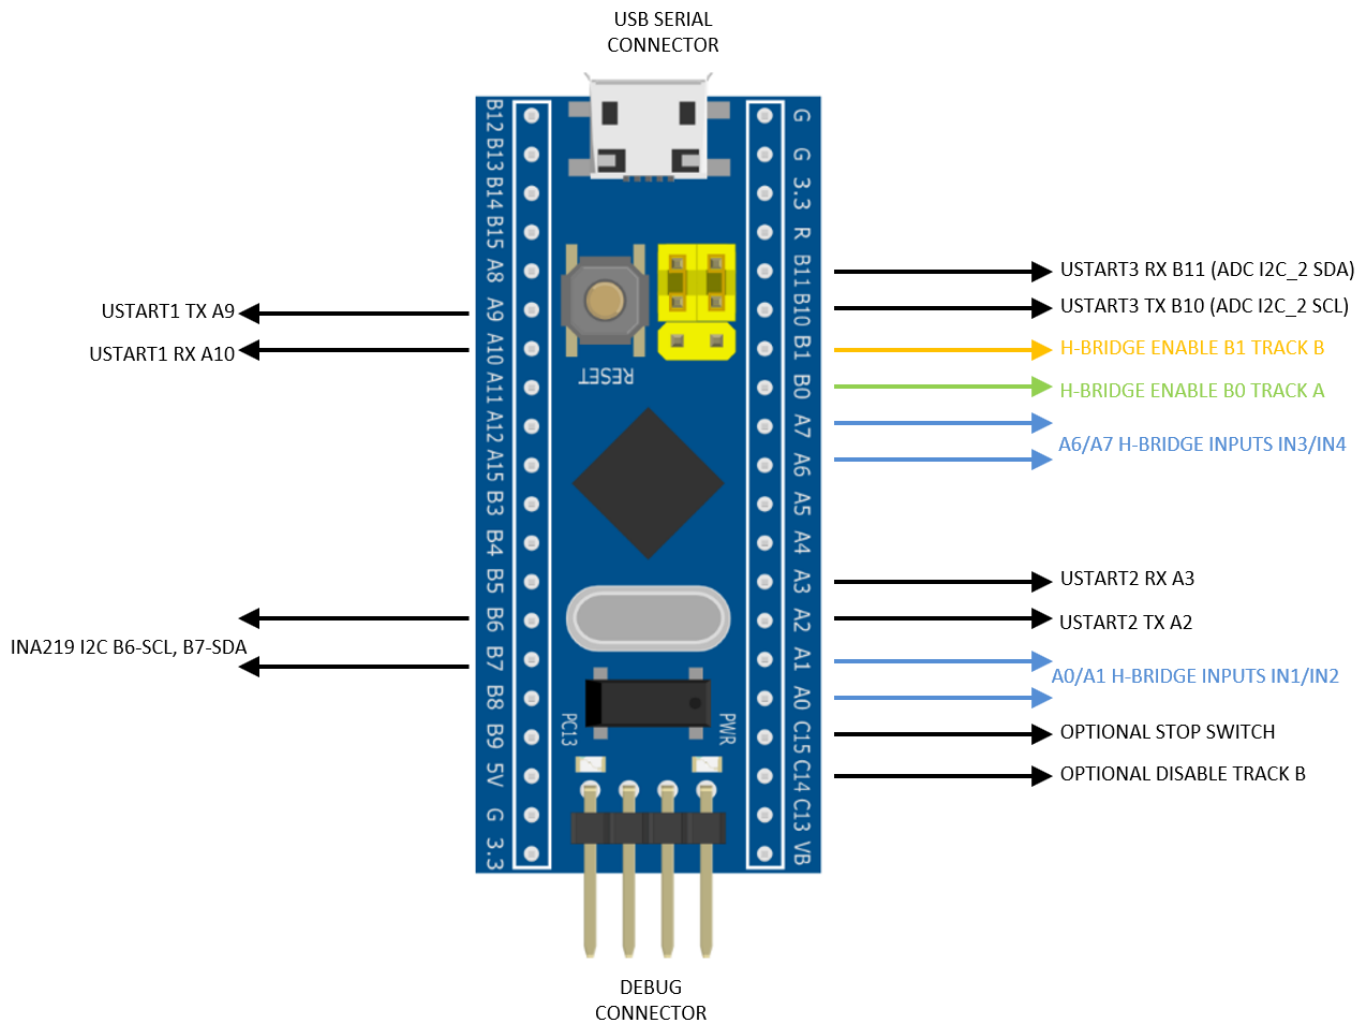 USB SERIAL
CONNECTOR
B12
B13
B14
B15
A8
A9
A10
A11
A12
A15
B3
B4
B5
B6
B7
B8
B9
5V
G
3.3
G
G
3.3
R
B11
B10
B1
B0
A7
A6
A5
A4
A3
A2
A1
A0
C15
C14
C13
VB
RESET
PC13
PWR
USTART1 TX A9
USTART1 RX A10
INA219 I2C B6-SCL, B7-SDA
USTART3 RX B11 (ADC I2C_2 SDA)
USTART3 TX B10 (ADC I2C_2 SCL)
H-BRIDGE ENABLE B1 TRACK B
H-BRIDGE ENABLE B0 TRACK A
A6/A7 H-BRIDGE INPUTS IN3/IN4
USTART2 RX A3
USTART2 TX A2
A0/A1 H-BRIDGE INPUTS IN1/IN2
OPTIONAL STOP SWITCH
OPTIONAL DISABLE TRACK B
DEBUG
CONNECTOR